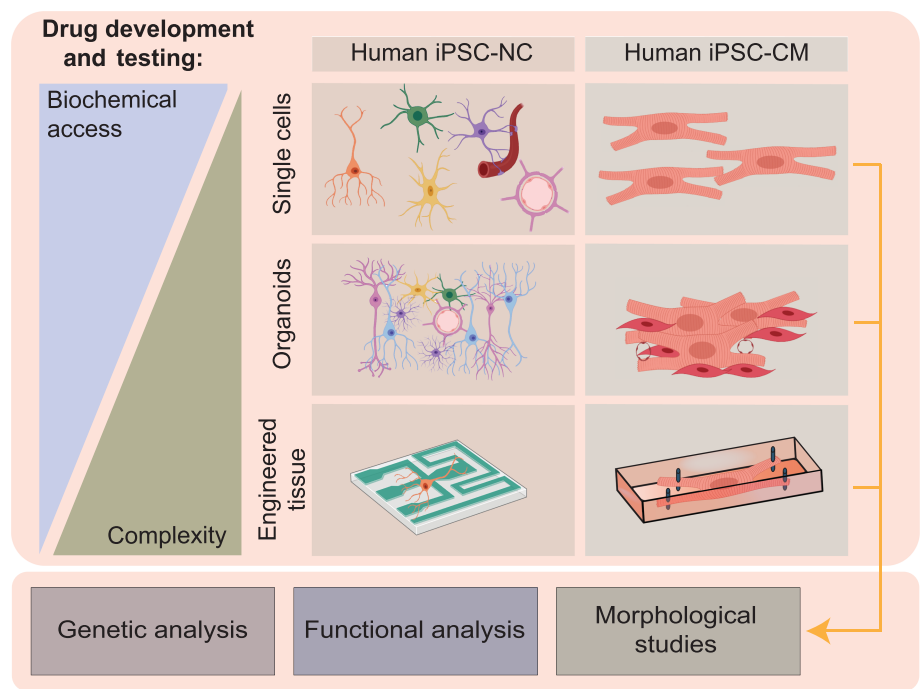 Drug development
and testing:
Human iPSC-NC
Human iPSC-CM
Biochemical
access
Complexity
Single cells
Organoids
Engineered
tissue
Genetic analysis
Functional analysis
Morphological
studies